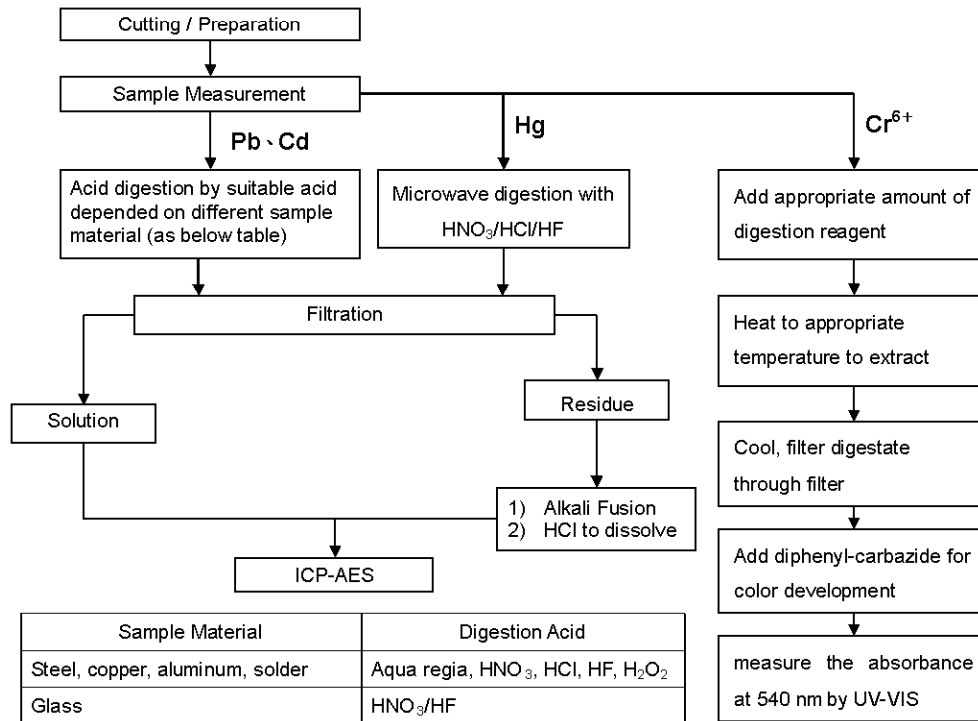 Cutting / Preparation
Sample Measurement
Pb、Cd
Hg
Cr⁶⁺
Acid digestion by suitable acid
depended on different sample
material (as below table)
Microwave digestion with
HNO₃/HCl/HF
Add appropriate amount of
digestion reagent
Filtration
Heat to appropriate
temperature to extract
Solution
Residue
Cool, filter digestate
through filter
1) Alkali Fusion
2) HCl to dissolve
ICP-AES
Add diphenyl-carbazide for
color development
measure the absorbance
at 540 nm by UV-VIS
Sample Material Digestion Acid
Steel, copper, aluminum, solder Aqua regia, HNO₃, HCl, HF, H₂O₂
Glass HNO₃/HF